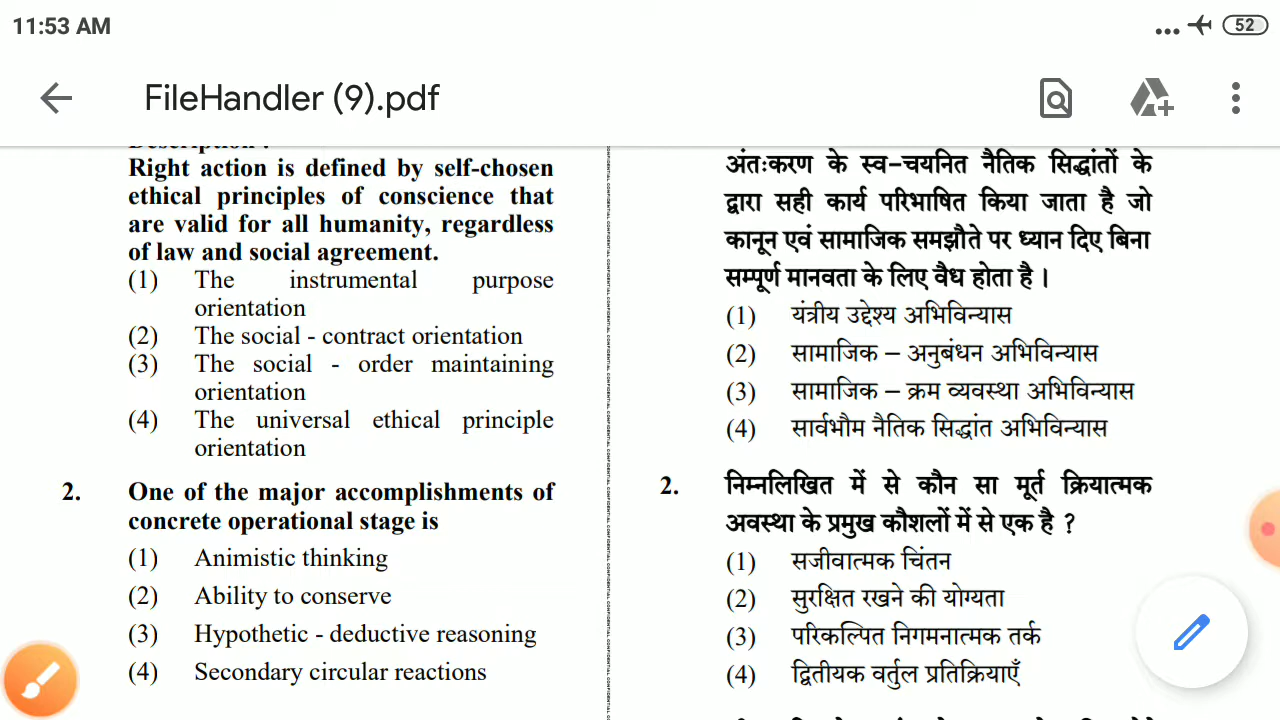 11:53 AM
52
FileHandler (9).pdf
Description :
Right action is defined by self-chosen
ethical principles of conscience that
are valid for all humanity, regardless
of law and social agreement.
(1) The instrumental purpose
orientation
(2) The social - contract orientation
(3) The social - order maintaining
orientation
(4) The universal ethical principle
orientation
2. One of the major accomplishments of
concrete operational stage is
(1) Animistic thinking
(2) Ability to conserve
(3) Hypothetic - deductive reasoning
(4) Secondary circular reactions
अंतःकरण के स्व–चयनित नैतिक सिद्धांतों के
द्वारा सही कार्य परिभाषित किया जाता है जो
कानून एवं सामाजिक समझौते पर ध्यान दिए बिना
सम्पूर्ण मानवता के लिए वैध होता है ।
(1) यंत्रीय उद्देश्य अभिविन्यास
(2) सामाजिक – अनुबंधन अभिविन्यास
(3) सामाजिक – क्रम व्यवस्था अभिविन्यास
(4) सार्वभौम नैतिक सिद्धांत अभिविन्यास
2. निम्नलिखित में से कौन सा मूर्त क्रियात्मक
अवस्था के प्रमुख कौशलों में से एक है ?
(1) सजीवात्मक चिंतन
(2) सुरक्षित रखने की योग्यता
(3) परिकल्पित निगमनात्मक तर्क
(4) द्वितीयक वर्तुल प्रतिक्रियाएँ